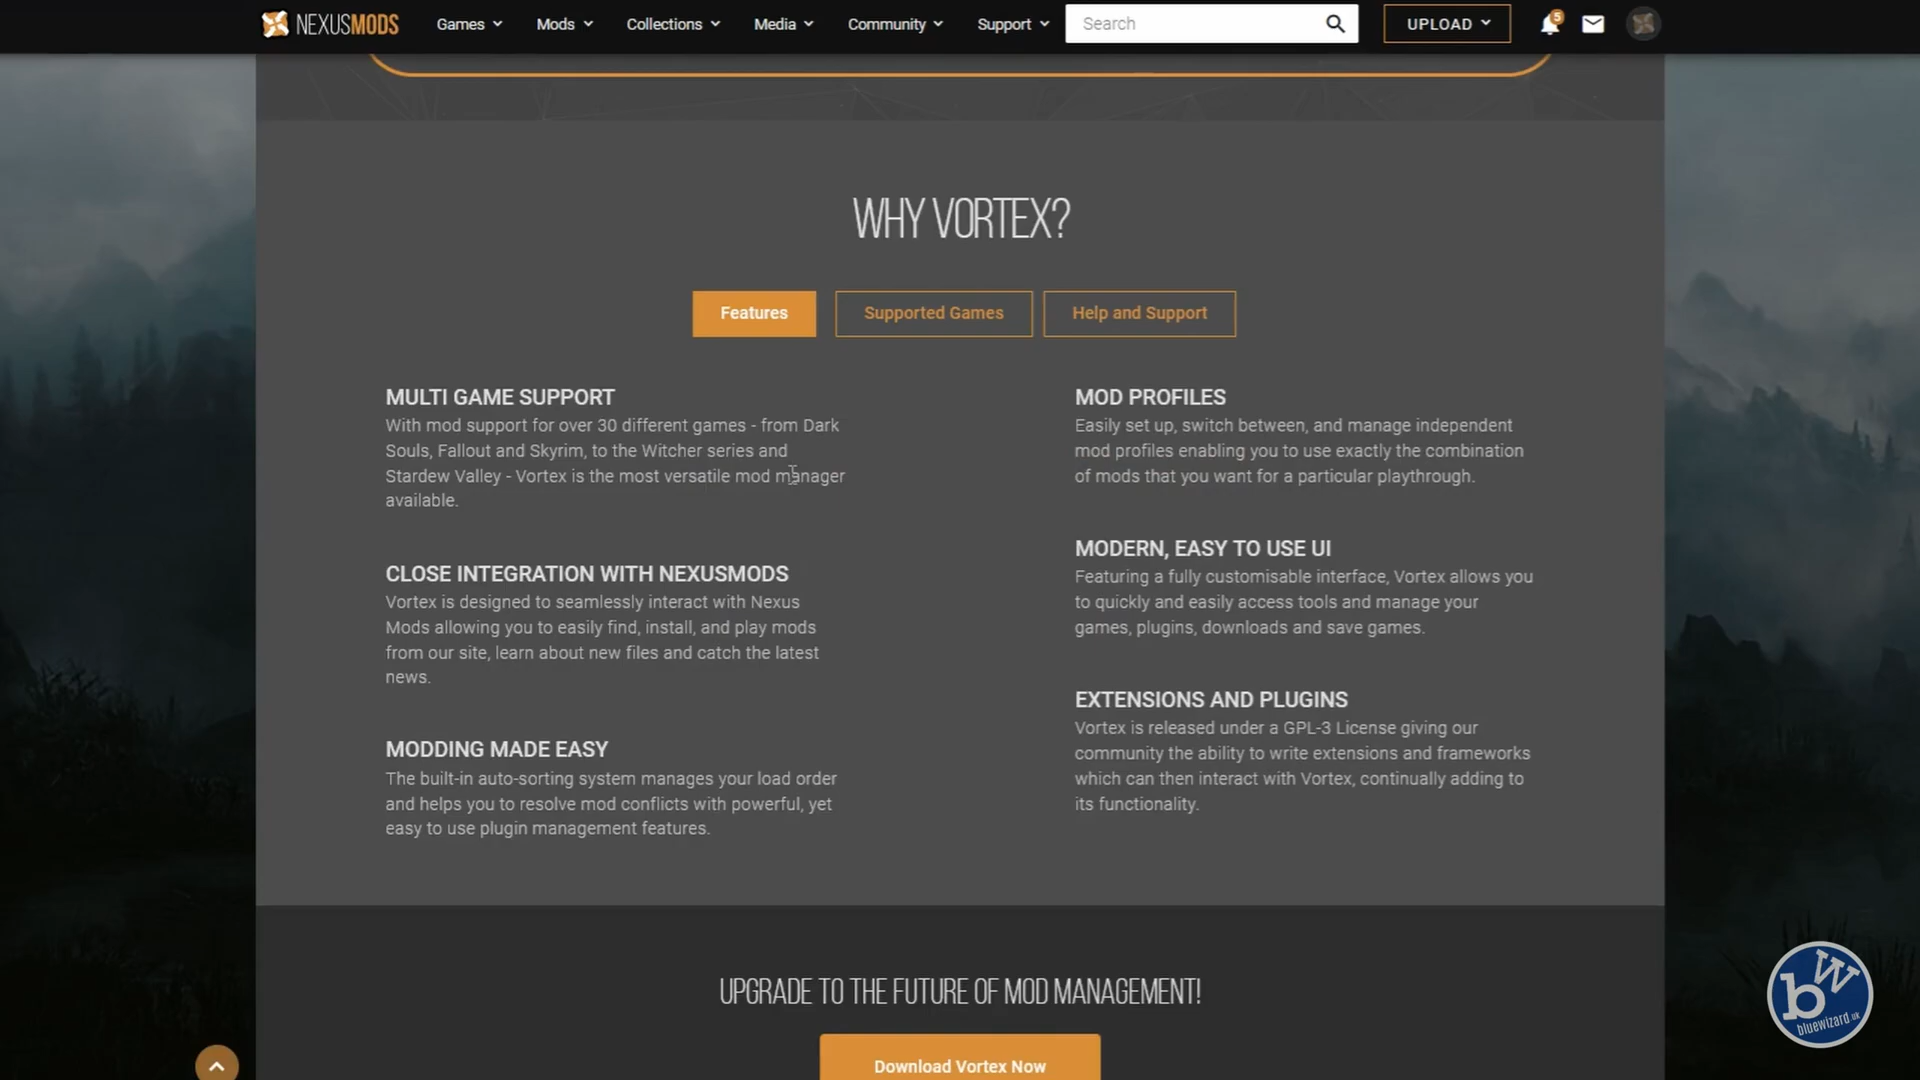 NEXUSMODS
Games
Mods
Collections
Media
Community
Support
Search
UPLOAD
5
WHY VORTEX?
Features
Supported Games
Help and Support
MULTI GAME SUPPORT
With mod support for over 30 different games - from Dark
Souls, Fallout and Skyrim, to the Witcher series and
Stardew Valley - Vortex is the most versatile mod manager
available.
CLOSE INTEGRATION WITH NEXUSMODS
Vortex is designed to seamlessly interact with Nexus
Mods allowing you to easily find, install, and play mods
from our site, learn about new files and catch the latest
news.
MODDING MADE EASY
The built-in auto-sorting system manages your load order
and helps you to resolve mod conflicts with powerful, yet
easy to use plugin management features.
MOD PROFILES
Easily set up, switch between, and manage independent
mod profiles enabling you to use exactly the combination
of mods that you want for a particular playthrough.
MODERN, EASY TO USE UI
Featuring a fully customisable interface, Vortex allows you
to quickly and easily access tools and manage your
games, plugins, downloads and save games.
EXTENSIONS AND PLUGINS
Vortex is released under a GPL-3 License giving our
community the ability to write extensions and frameworks
which can then interact with Vortex, continually adding to
its functionality.
UPGRADE TO THE FUTURE OF MOD MANAGEMENT!
Download Vortex Now
bW
bluewizard.uk